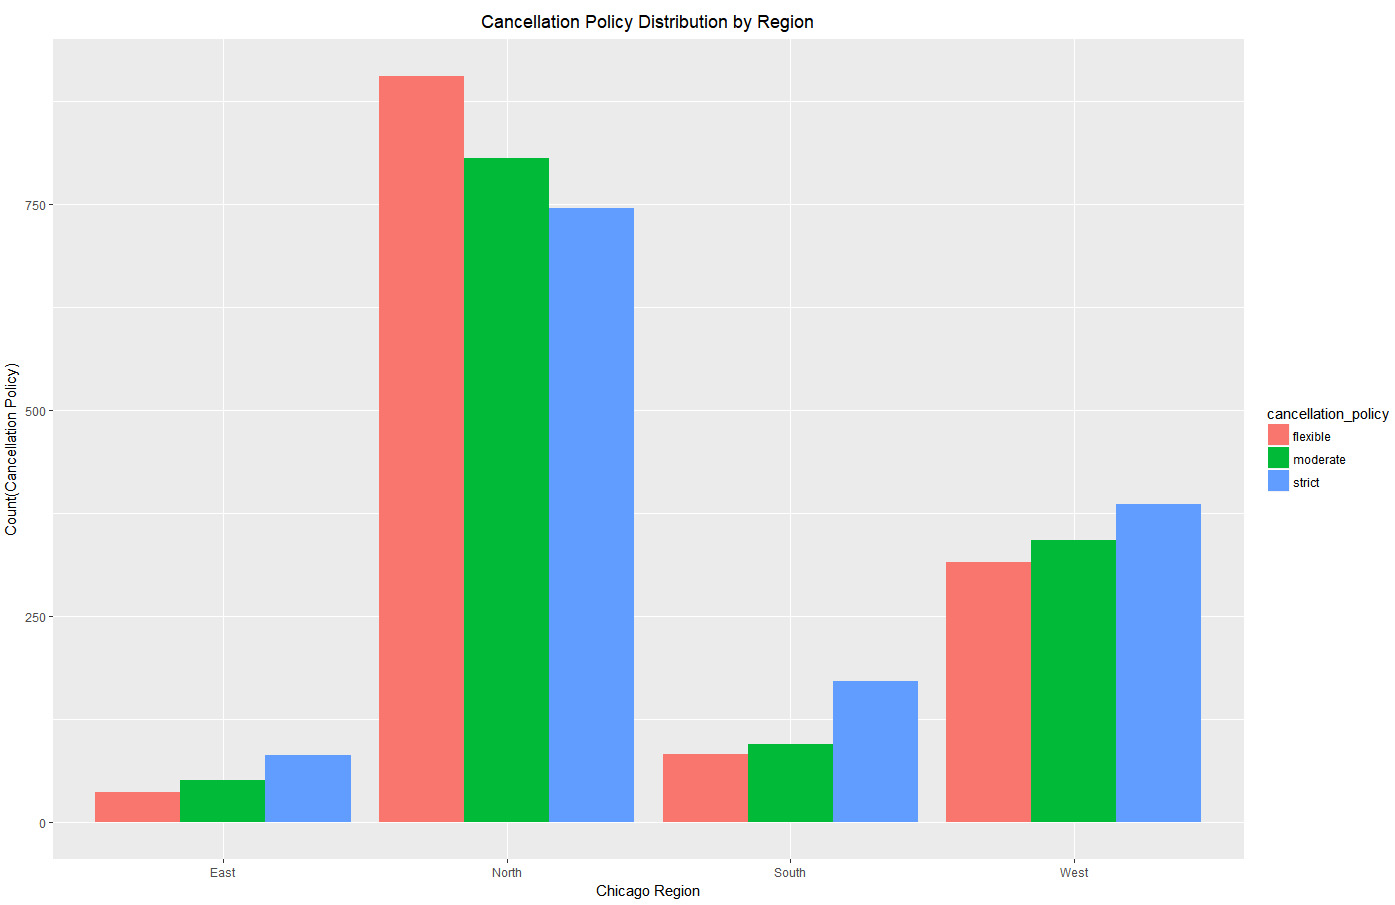 Cancellation Policy Distribution by Region
Count(Cancellation Policy)
750
500
250
0
East
North
South
West
Chicago Region
cancellation_policy
flexible
moderate
strict